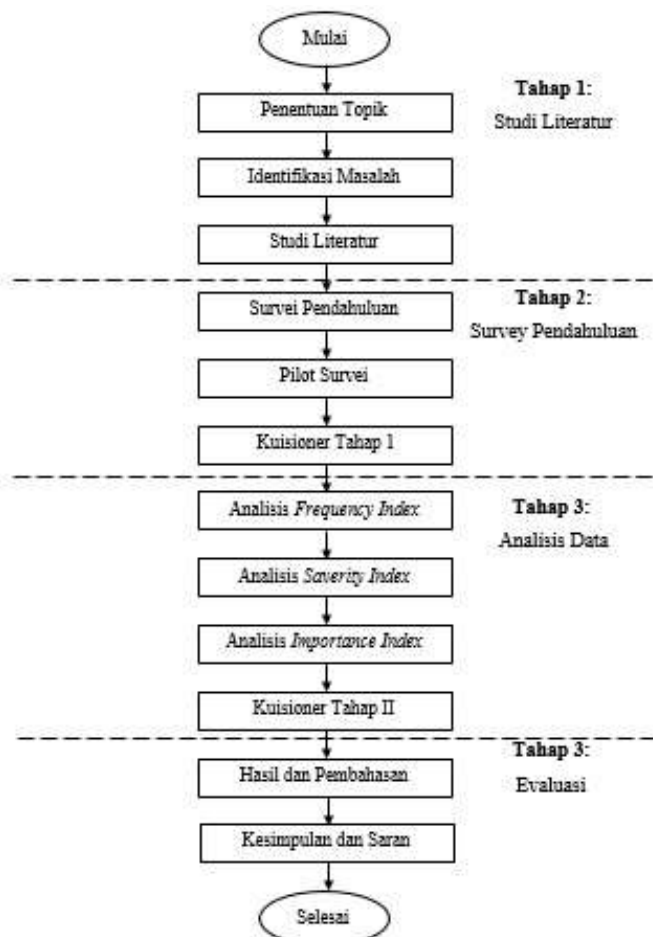 Mulai
Tahap 1:
Penentuan Topik
Studi Literatur
Identifikasi Masalah
Studi Literatur
Survei Pendahuluan
Tahap 2:
Survey Pendahuluan
Pilot Survei
Kuisioner Tahap 1
Analisis Frequency Index
Tahap 3:
Analisis Data
Analisis Saverity Index
Analisis Importance Index
Kuisioner Tahap II
Tahap 3:
Hasil dan Pembahasan
Evaluasi
Kesimpulan dan Saran
Selesai